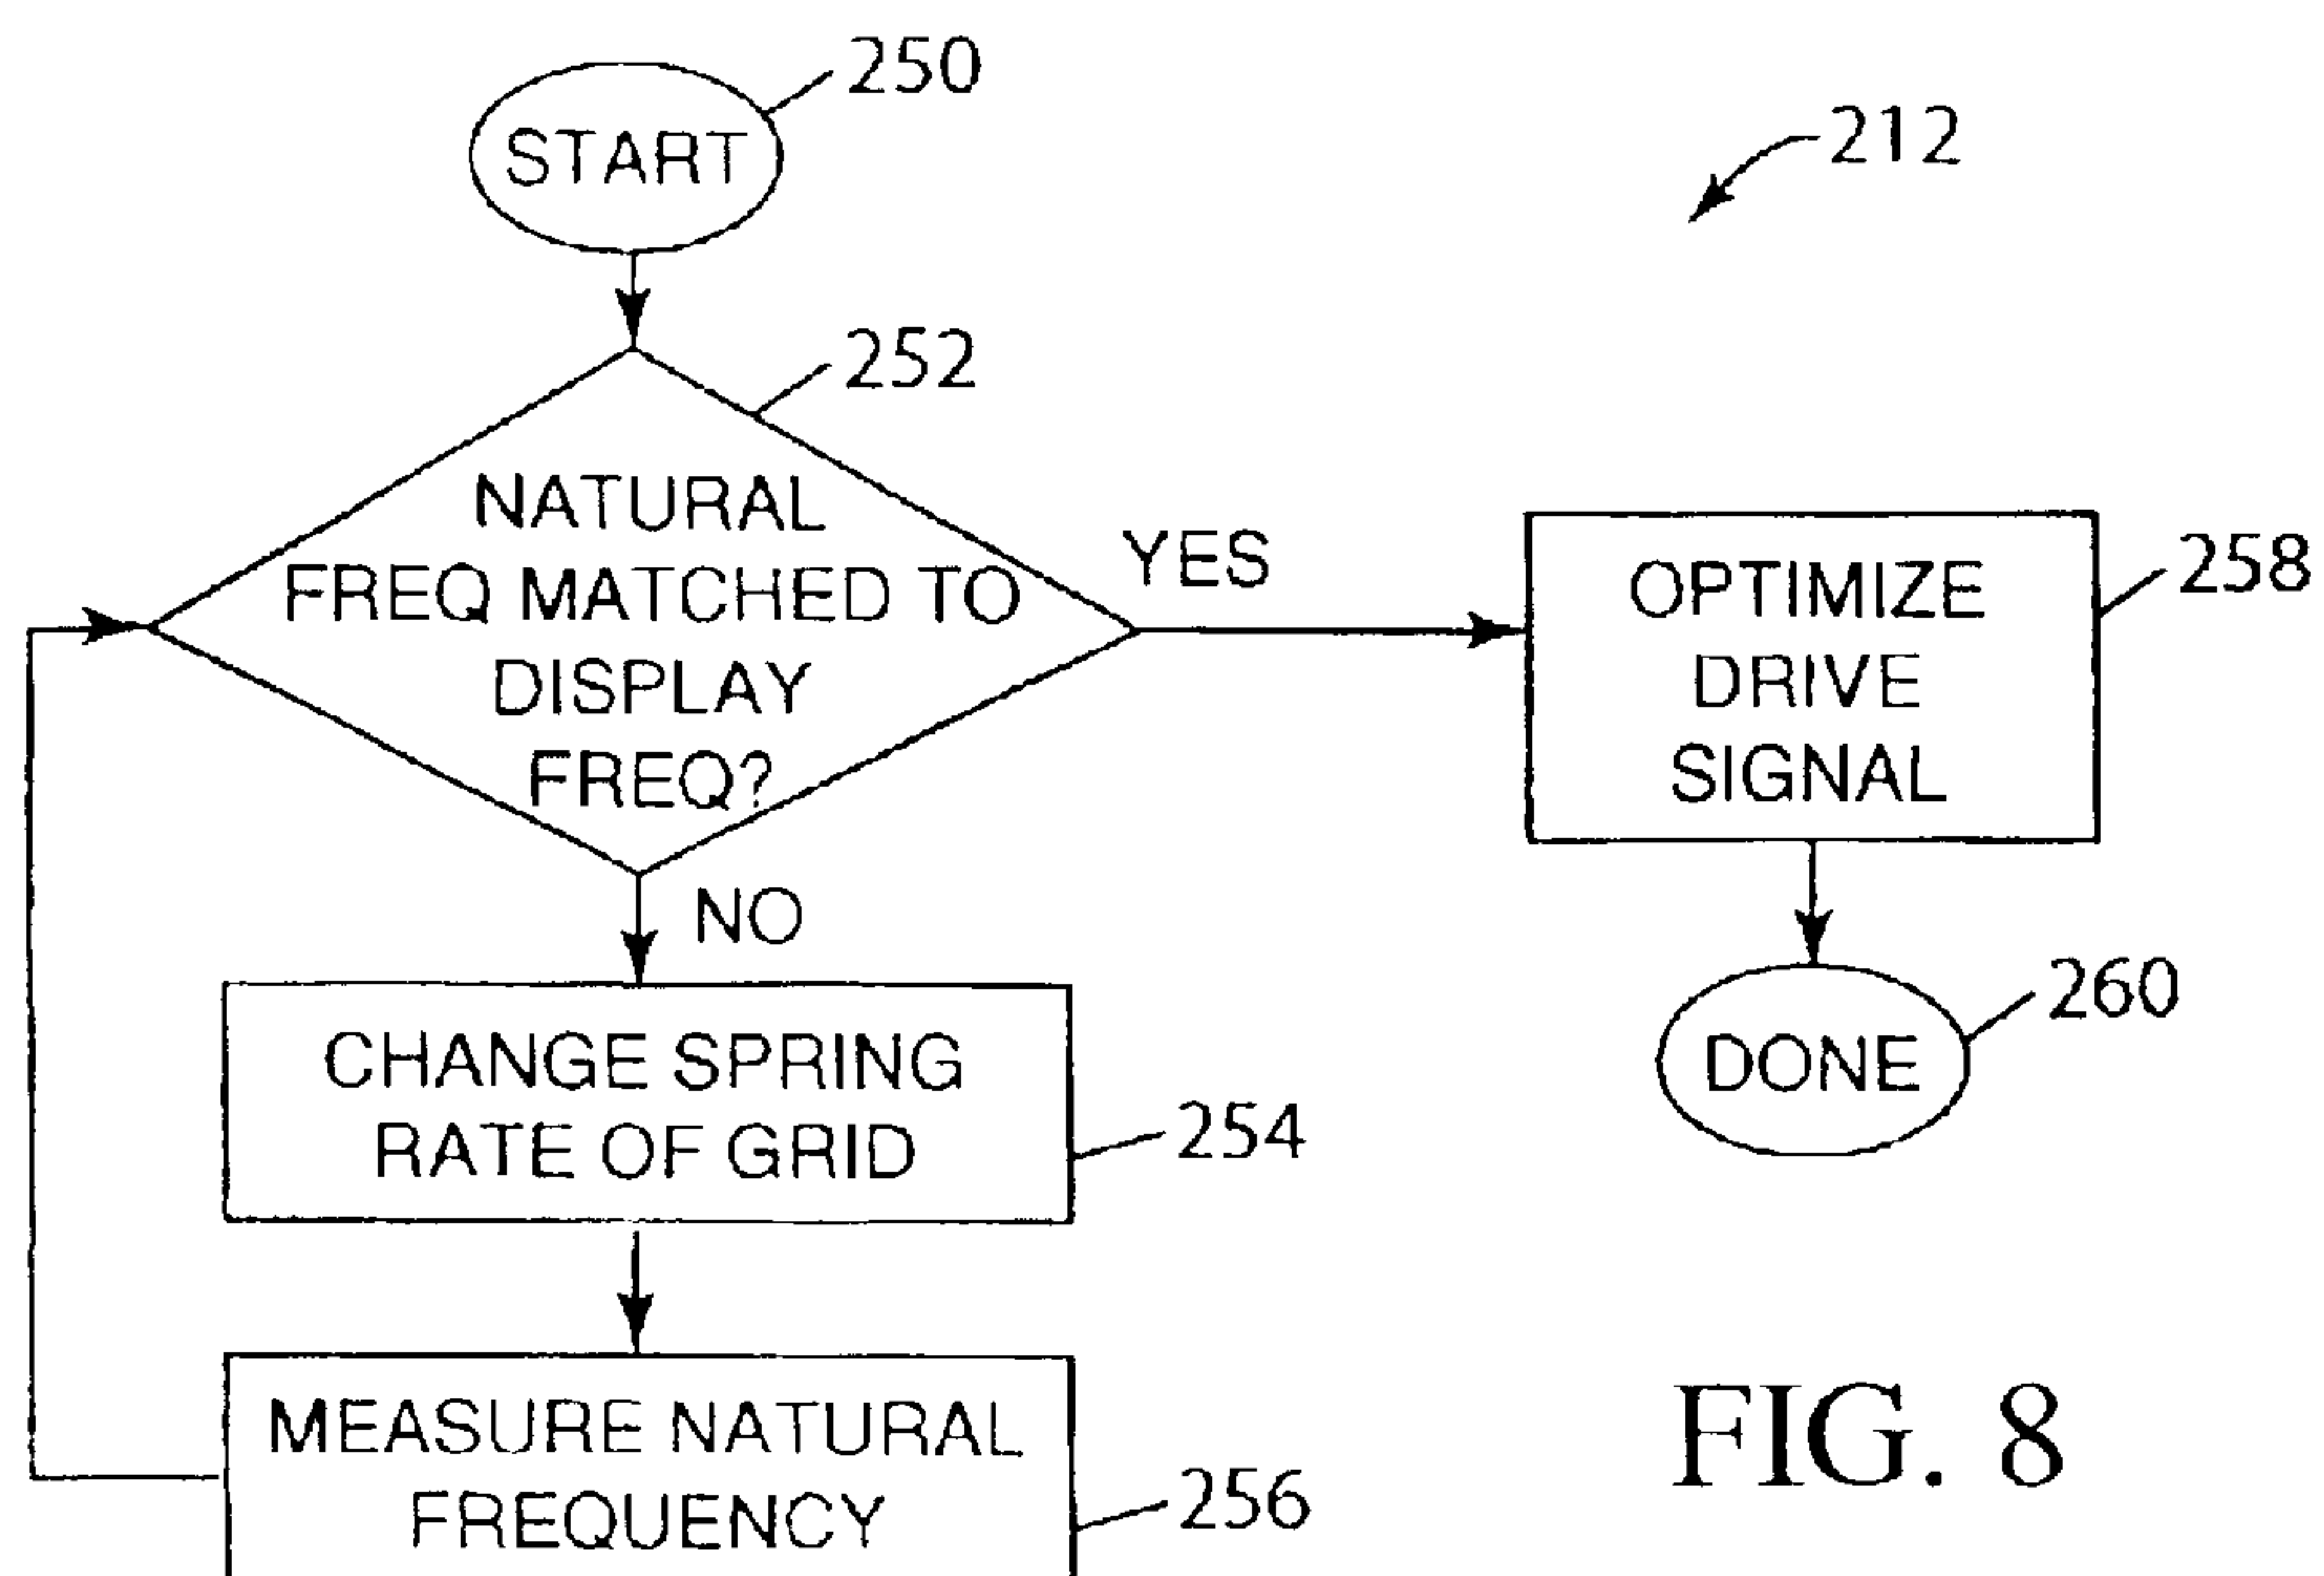 START
250
212
252
NATURAL
FREQ MATCHED TO
DISPLAY
FREQ?
YES
OPTIMIZE
DRIVE
SIGNAL
258
NO
DONE
260
CHANGE SPRING
RATE OF GRID
254
MEASURE NATURAL
FREQUENCY
256
FIG. 8